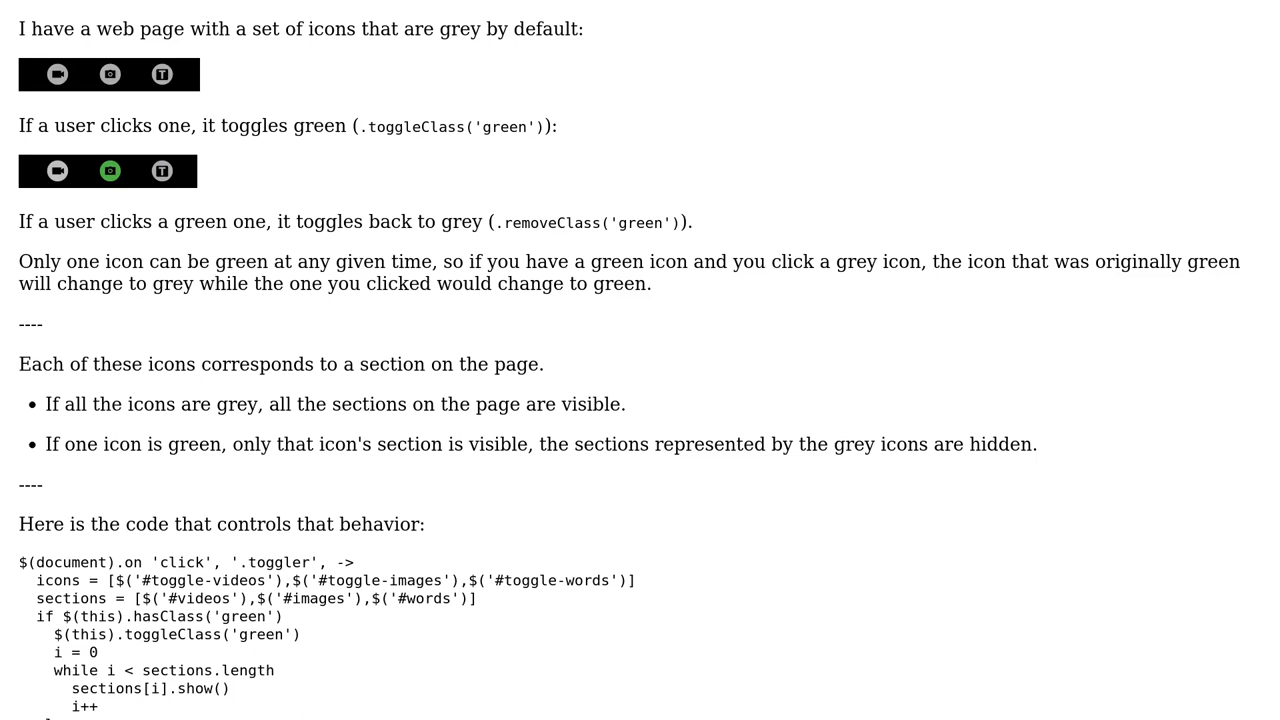 I have a web page with a set of icons that are grey by default:
T
If a user clicks one, it toggles green (.toggleClass('green')):
T
If a user clicks a green one, it toggles back to grey (.removeClass('green')).
Only one icon can be green at any given time, so if you have a green icon and you click a grey icon, the icon that was originally green
will change to grey while the one you clicked would change to green.
----
Each of these icons corresponds to a section on the page.
• If all the icons are grey, all the sections on the page are visible.
• If one icon is green, only that icon's section is visible, the sections represented by the grey icons are hidden.
----
Here is the code that controls that behavior:
$(document).on 'click', '.toggler', ->
  icons = [$('#toggle-videos'),$('#toggle-images'),$('#toggle-words')]
  sections = [$('#videos'),$('#images'),$('#words')]
  if $(this).hasClass('green')
    $(this).toggleClass('green')
    i = 0
    while i < sections.length
      sections[i].show()
      i++